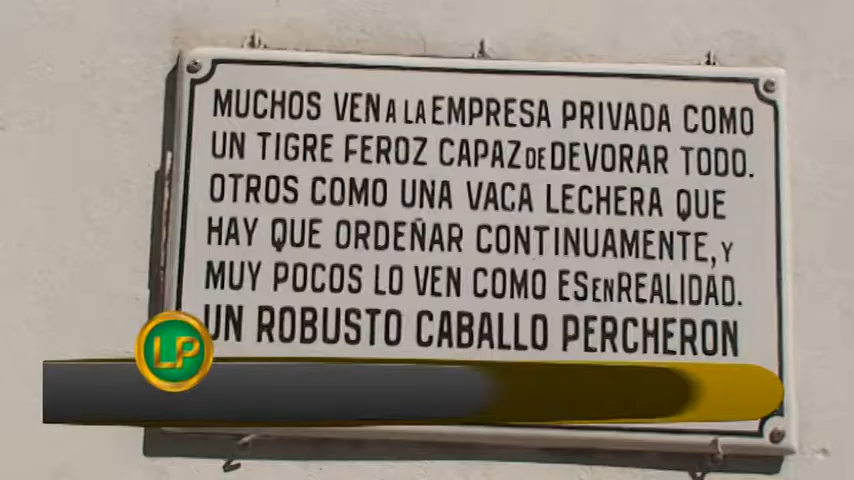 MUCHOS VEN A LA EMPRESA PRIVADA COMO
UN TIGRE FEROZ CAPAZ DE DEVORAR TODO.
OTROS COMO UNA VACA LECHERA QUE
HAY QUE ORDEÑAR CONTINUAMENTE, Y
MUY POCOS LO VEN COMO ES EN REALIDAD.
UN ROBUSTO CABALLO PERCHERON
LP